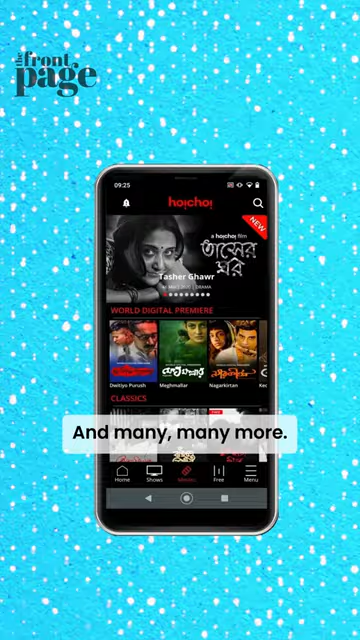 the
front
page
09:25
hoichoi
NEW
a hoichoi film
তাসের
ঘর
Tasher Ghawr
DRAMA
WORLD DIGITAL PREMIERE
Dwitiyo Purush
Meghmallar
Nagarkirtan
CLASSICS
And many, many more.
Home
Shows
Movies
Free
Menu